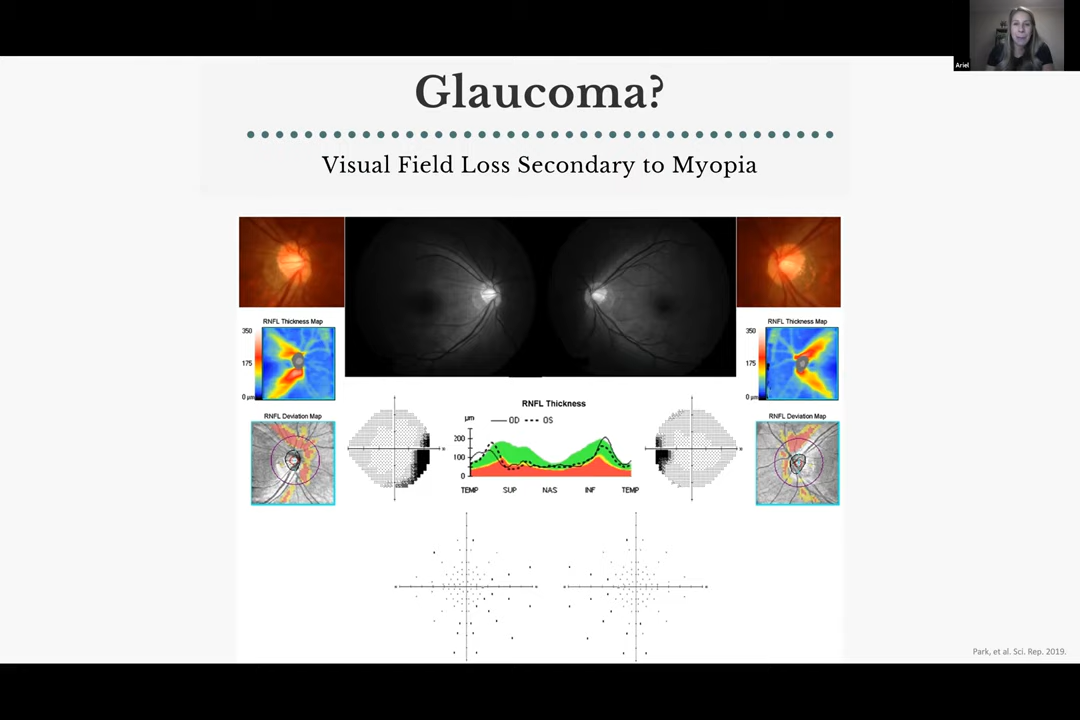 Ariel
Glaucoma?
Visual Field Loss Secondary to Myopia
RNFL Thickness Map
350
175
0 µm
RNFL Deviation Map
RNFL Thickness
µm
OD
OS
200
100
0
TEMP SUP NAS INF TEMP
RNFL Thickness Map
350
175
0 µm
RNFL Deviation Map
Park, et al. Sci. Rep. 2019.